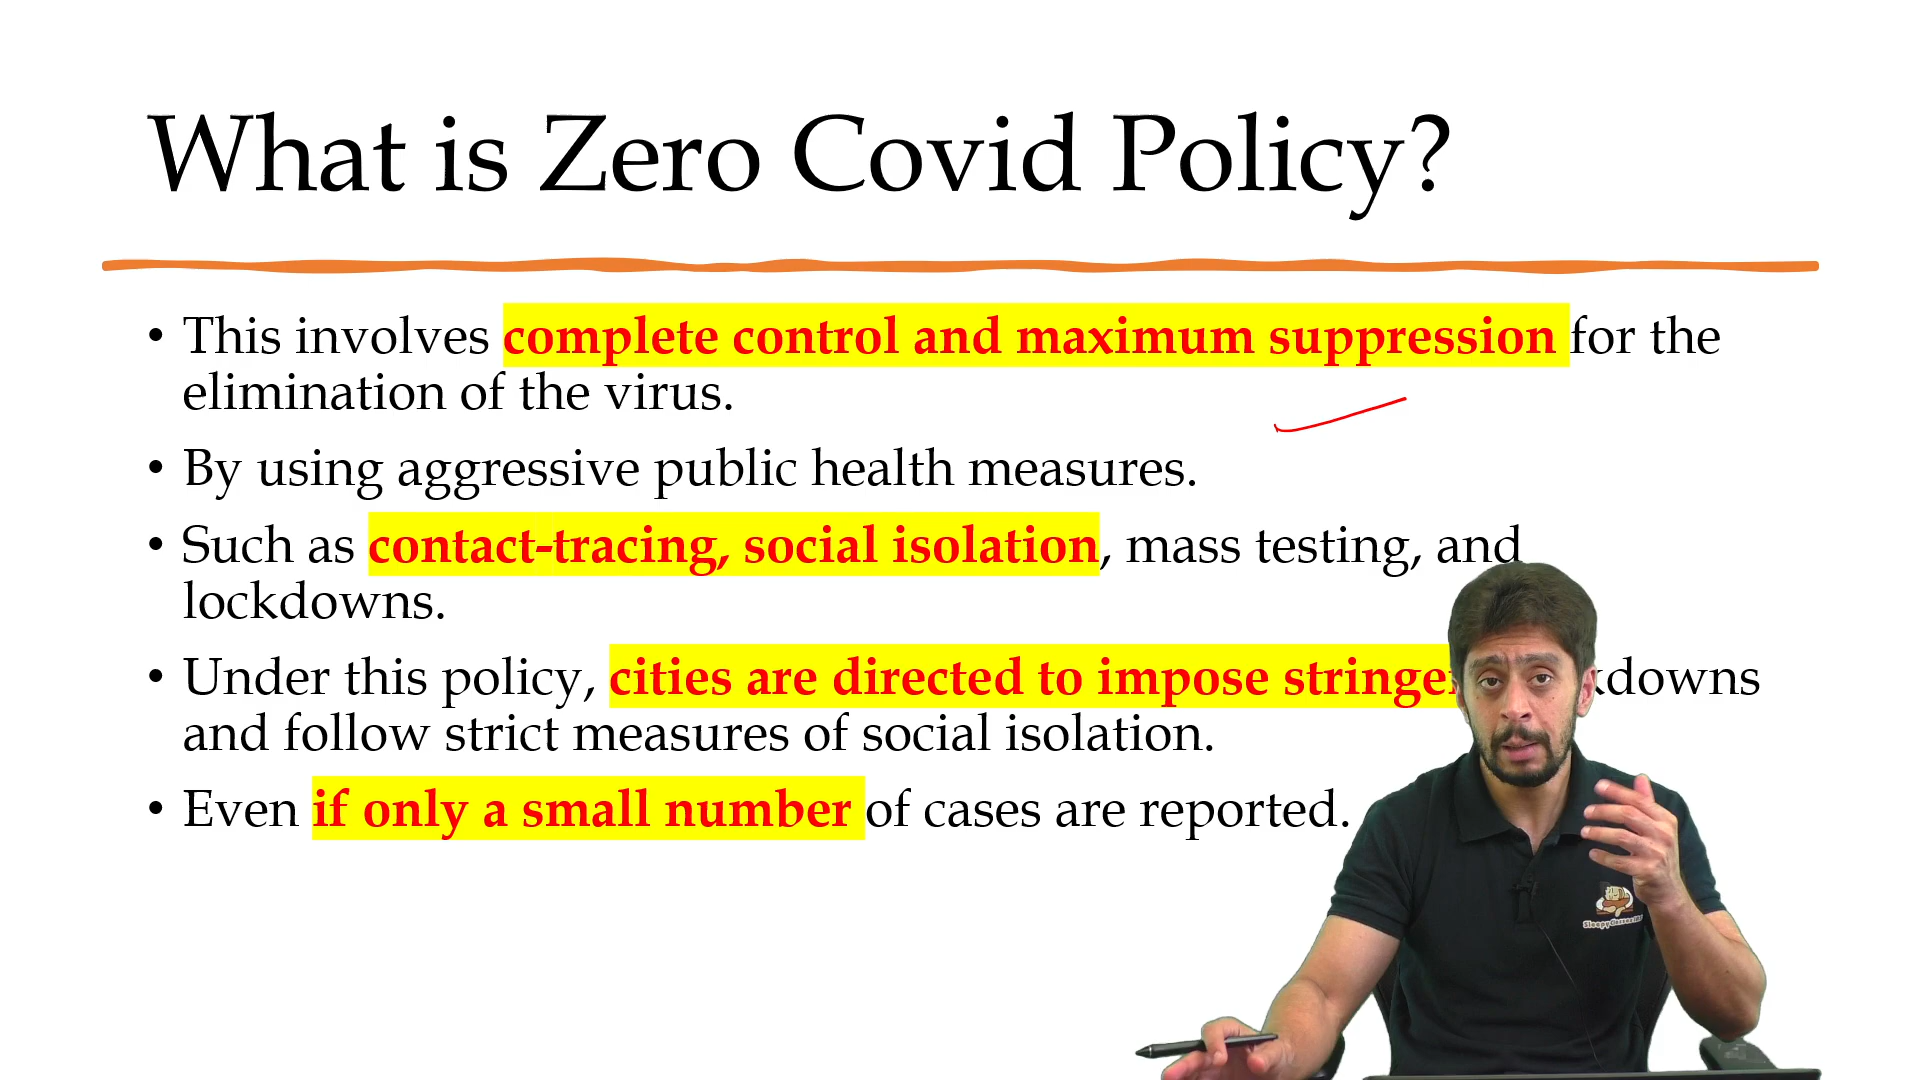 What is Zero Covid Policy?
• This involves complete control and maximum suppression for the
elimination of the virus.
• By using aggressive public health measures.
• Such as contact-tracing, social isolation, mass testing, and
lockdowns.
• Under this policy, cities are directed to impose
and follow strict measures of social isolation.
• Even if only a small number of cases are reported.